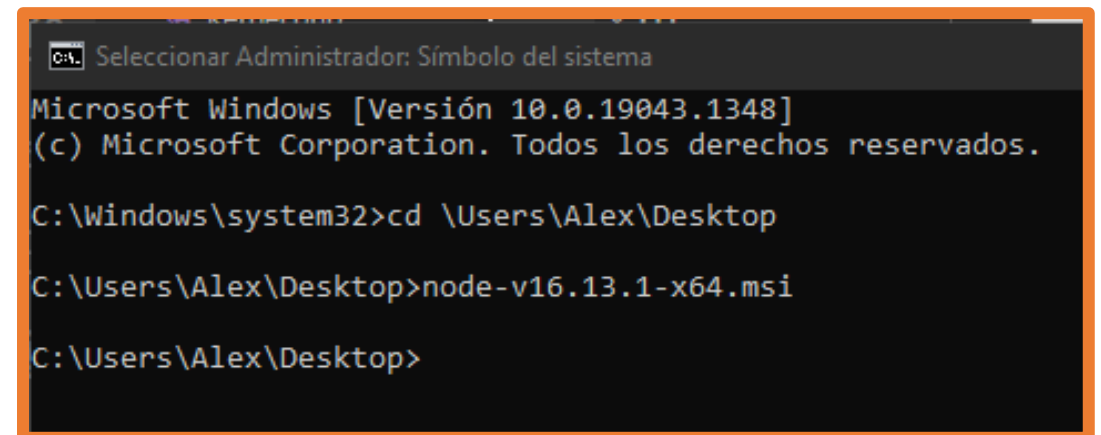 Seleccionar Administrador: Símbolo del sistema
Microsoft Windows [Versión 10.0.19043.1348]
(c) Microsoft Corporation. Todos los derechos reservados.
C:\Windows\system32>cd \Users\Alex\Desktop
C:\Users\Alex\Desktop>node-v16.13.1-x64.msi
C:\Users\Alex\Desktop>